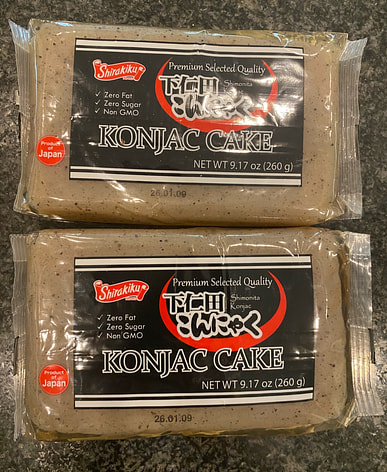 Shirakiku
Premium Selected Quality
✓ Zero Fat
✓ Zero Sugar
✓ Non GMO
下仁田
Shimonita
こんにゃく
KONJAC CAKE
Product of
Japan
NET WT 9.17 oz (260 g)
26.01.09
Shirakiku
Premium Selected Quality
✓ Zero Fat
✓ Zero Sugar
✓ Non GMO
下仁田
Shimonita
Konjac
こんにゃく
KONJAC CAKE
Product of
Japan
NET WT 9.17 oz (260 g)
26.01.09